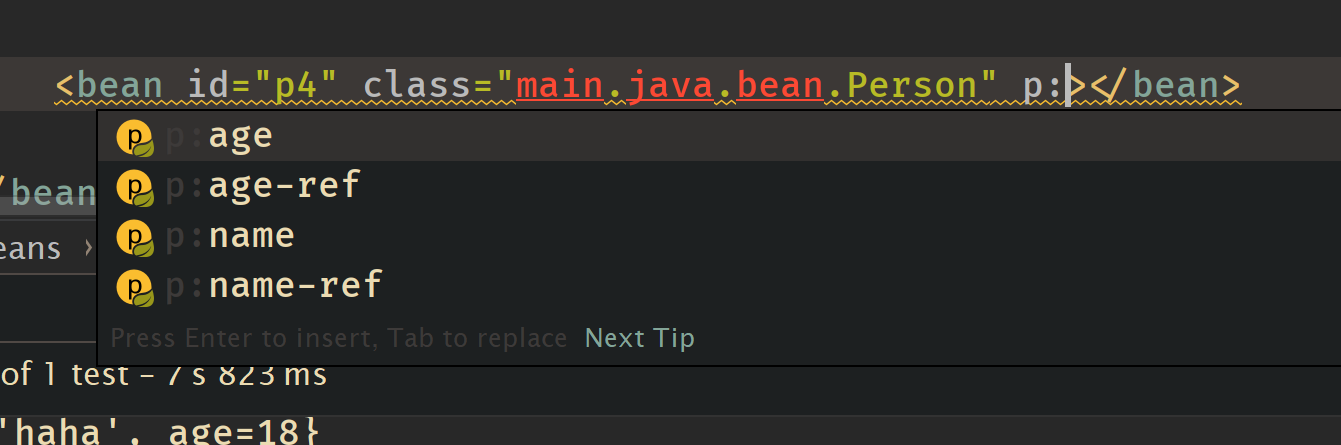 <bean id="p4" class="main.java.bean.Person" p:></bean>
p p:age
p p:age-ref
/bean
p p:name
eans ›
p p:name-ref
Press Enter to insert, Tab to replace Next Tip
of 1 test – 7 s 823 ms
'haha', age=18}